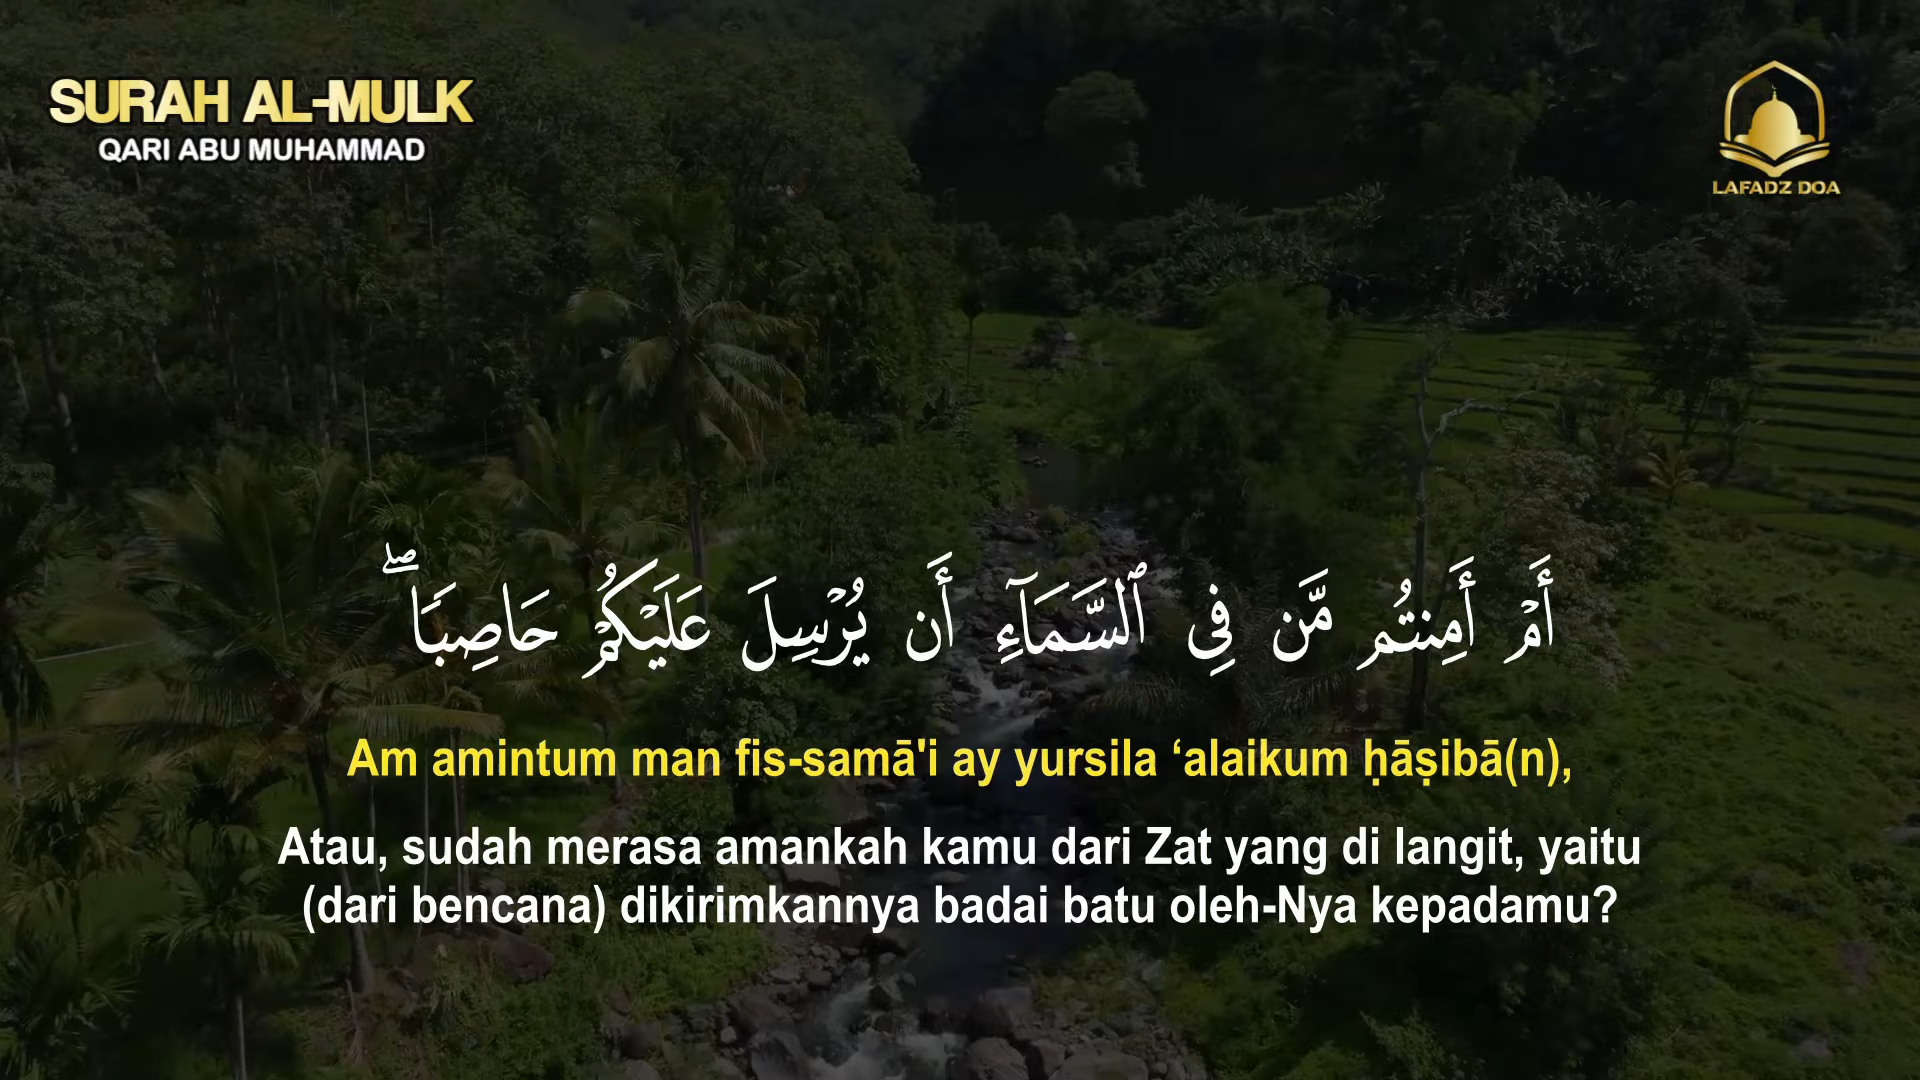 SURAH AL-MULK
QARI ABU MUHAMMAD
LAFADZ DOA
أَمْ أَمِنتُم مَّن فِى ٱلسَّمَآءِ أَن يُرْسِلَ عَلَيْكُمْ حَاصِبًا ۖ
Am amintum man fis-samā'i ay yursila ‘alaikum ḥāṣibā(n),
Atau, sudah merasa amankah kamu dari Zat yang di langit, yaitu
(dari bencana) dikirimkannya badai batu oleh-Nya kepadamu?